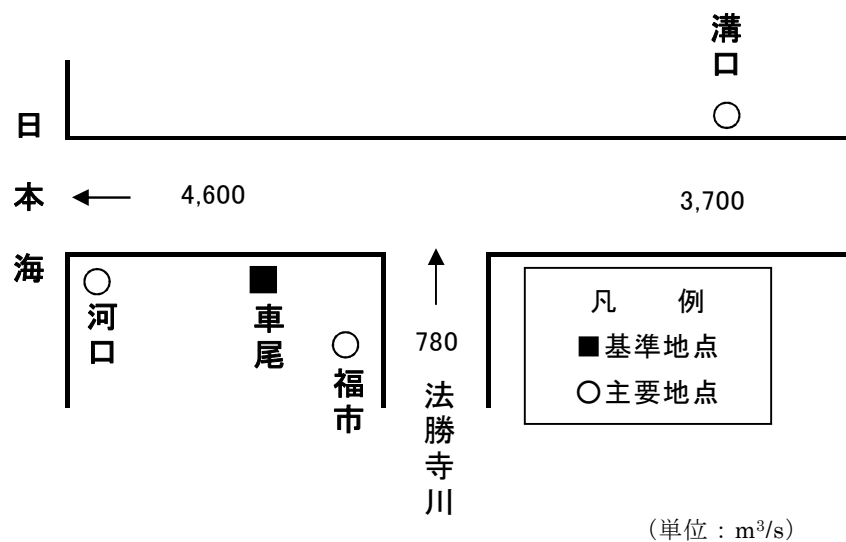 溝口
日本海
4,600
3,700
河口
車尾
福市
780
法勝寺川
凡 例
■基準地点
○主要地点
(単位:m³/s)